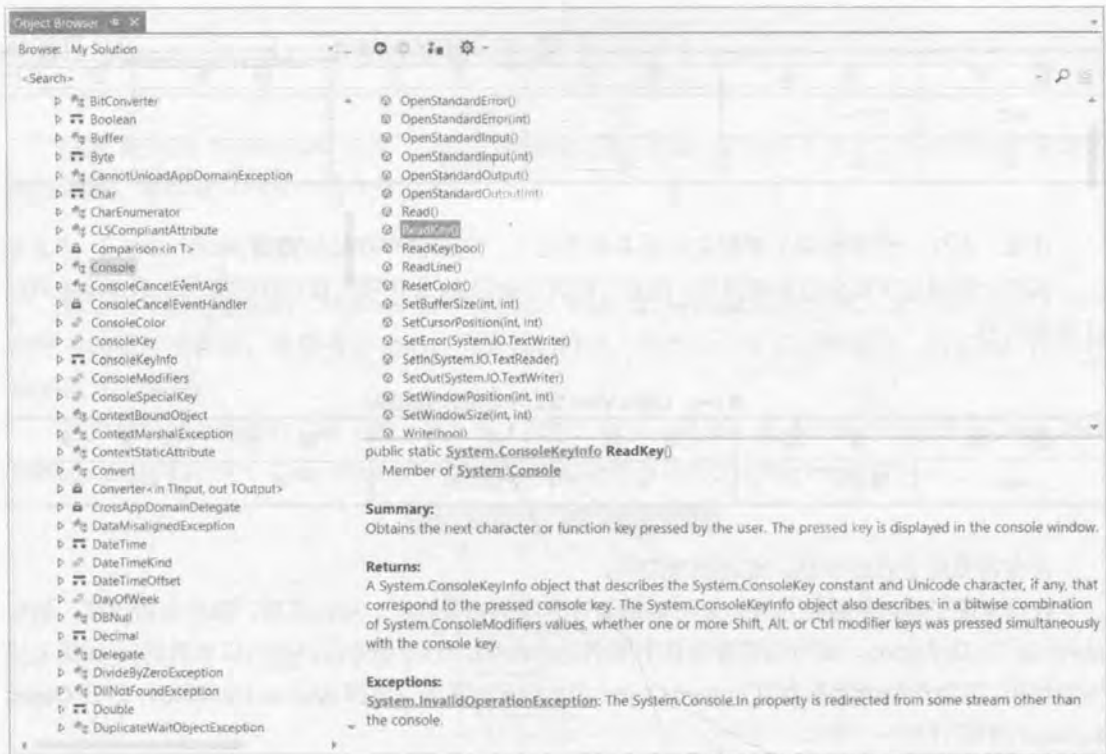 Object Browser
Browse: My Solution
<Search>
BitConverter
Boolean
Buffer
Byte
CannotUnloadAppDomainException
Char
CharEnumerator
CLSCompliantAttribute
Comparison<in T>
Console
ConsoleCancelEventArgs
ConsoleCancelEventHandler
ConsoleColor
ConsoleKey
ConsoleKeyInfo
ConsoleModifiers
ConsoleSpecialKey
ContextBoundObject
ContextMarshalException
ContextStaticAttribute
Convert
Converter<in TInput, out TOutput>
CrossAppDomainDelegate
DataMisalignedException
DateTime
DateTimeKind
DateTimeOffset
DayOfWeek
DBNull
Decimal
Delegate
DivideByZeroException
DllNotFoundException
Double
DuplicateWaitObjectException
OpenStandardError()
OpenStandardError(int)
OpenStandardInput()
OpenStandardInput(int)
OpenStandardOutput()
OpenStandardOutput(int)
Read()
ReadKey()
ReadKey(bool)
ReadLine()
ResetColor()
SetBufferSize(int, int)
SetCursorPosition(int, int)
SetError(System.IO.TextWriter)
SetIn(System.IO.TextReader)
SetOut(System.IO.TextWriter)
SetWindowPosition(int, int)
SetWindowSize(int, int)
Write(bool)
public static System.ConsoleKeyInfo ReadKey()
Member of System.Console
Summary:
Obtains the next character or function key pressed by the user. The pressed key is displayed in the console window.
Returns:
A System.ConsoleKeyInfo object that describes the System.ConsoleKey constant and Unicode character, if any, that
correspond to the pressed console key. The System.ConsoleKeyInfo object also describes, in a bitwise combination
of System.ConsoleModifiers values, whether one or more Shift, Alt, or Ctrl modifier keys was pressed simultaneously
with the console key.
Exceptions:
System.InvalidOperationException: The System.Console.In property is redirected from some stream other than
the console.